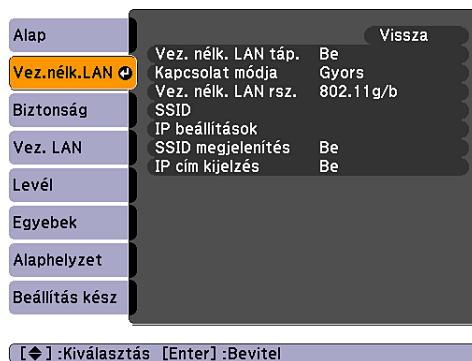 Alap
Vez.nélk.LAN
Biztonság
Vez. LAN
Levél
Egyebek
Alaphelyzet
Beállítás kész
Vissza
Vez. nélk. LAN táp. Be
Kapcsolat módja Gyors
Vez. nélk. LAN rsz. 802.11g/b
SSID
IP beállítások
SSID megjelenítés Be
IP cím kijelzés Be
[◆] :Kiválasztás [Enter] :Bevitel